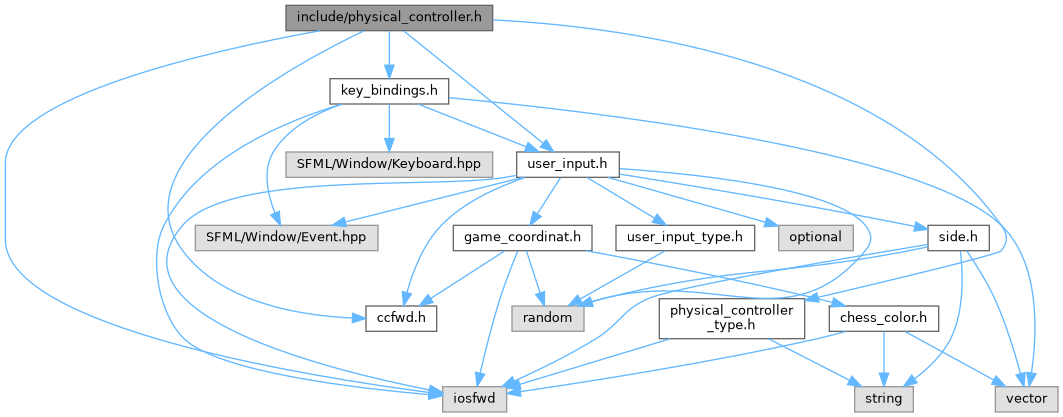 include/physical_controller.h
key_bindings.h
SFML/Window/Keyboard.hpp
user_input.h
SFML/Window/Event.hpp
game_coordinat.h
user_input_type.h
optional
side.h
ccfwd.h
random
physical_controller
_type.h
chess_color.h
iosfwd
string
vector